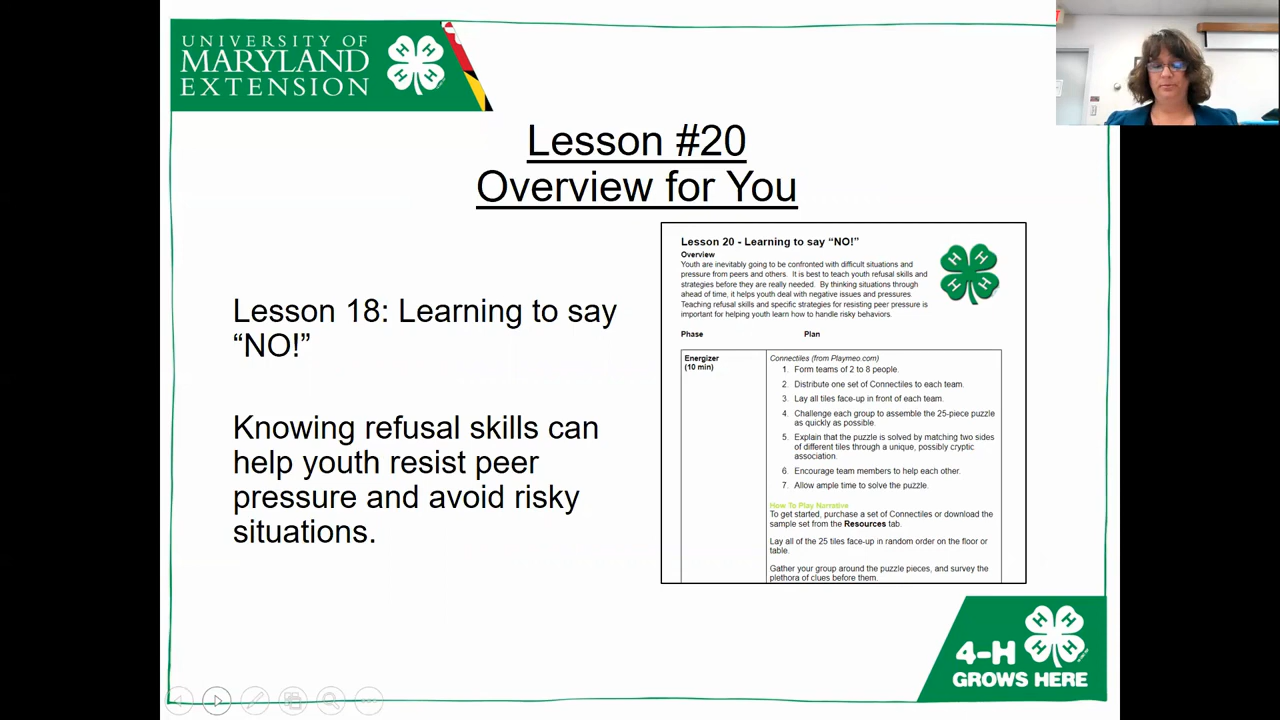 UNIVERSITY OF
MARYLAND
EXTENSION
Lesson #20
Overview for You
Lesson 18: Learning to say
“NO!”
Knowing refusal skills can
help youth resist peer
pressure and avoid risky
situations.
Lesson 20 - Learning to say “NO!”
Overview
Youth are inevitably going to be confronted with difficult situations and
pressure from peers and others. It is best to teach youth refusal skills and
strategies before they are really needed. By thinking situations through
ahead of time, it helps youth deal with negative issues and pressures.
Teaching refusal skills and specific strategies for resisting peer pressure is
important for helping youth learn how to handle risky behaviors.
Phase Plan
Energizer
(10 min)
Connectiles (from Playmeo.com)
1. Form teams of 2 to 8 people.
2. Distribute one set of Connectiles to each team.
3. Lay all tiles face-up in front of each team.
4. Challenge each group to assemble the 25-piece puzzle
as quickly as possible.
5. Explain that the puzzle is solved by matching two sides
of different tiles through a unique, possibly cryptic
association.
6. Encourage team members to help each other.
7. Allow ample time to solve the puzzle.
How To Play Narrative
To get started, purchase a set of Connectiles or download the
sample set from the Resources tab.
Lay all of the 25 tiles face-up in random order on the floor or
table.
Gather your group around the puzzle pieces, and survey the
plethora of clues before them.
H H H H
H H H H
H H H H
4-H
GROWS HERE